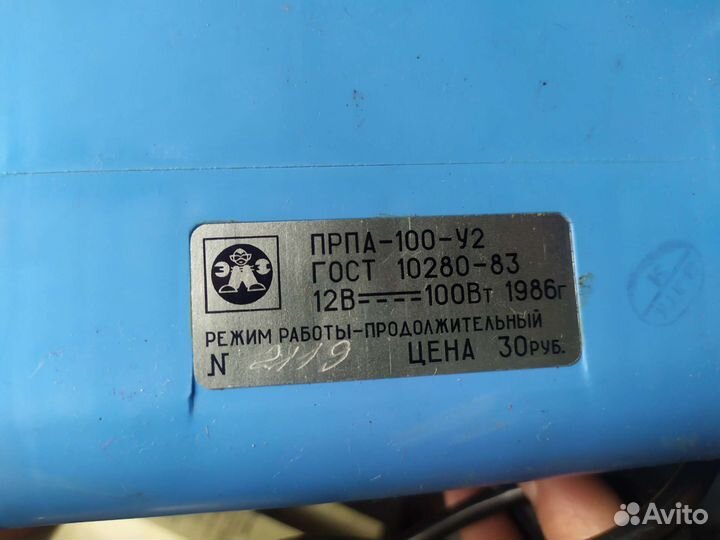 ПРПА-100-У2
ГОСТ 10280-83
12В 100Вт 1986г
РЕЖИМ РАБОТЫ-ПРОДОЛЖИТЕЛЬНЫЙ
N 2119 ЦЕНА 30РУБ.
Avito